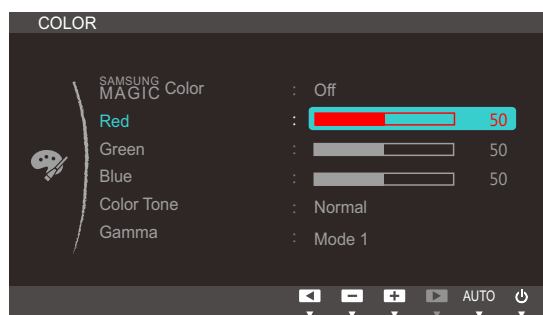 COLOR
SAMSUNG MAGIC Color : Off
Red : 50
Green : 50
Blue : 50
Color Tone : Normal
Gamma : Mode 1
AUTO